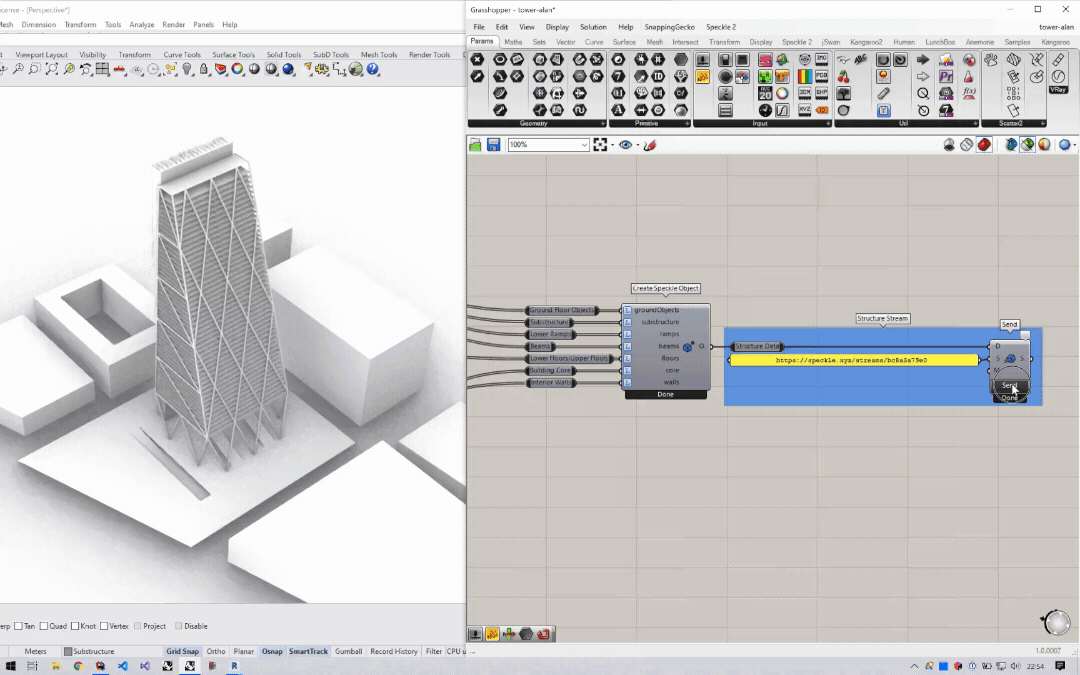 icense - [Perspective*]
Mesh Dimension Transform Tools Analyze Render Panels Help
Viewport Layout Visibility Transform Curve Tools Surface Tools Solid Tools SubD Tools Mesh Tools Render Tools
Grasshopper - tower-alan*
File Edit View Display Solution Help SnappingGecko Speckle 2 tower-alan
Params Maths Sets Vector Curve Surface Mesh Intersect Transform Display Speckle 2 jSwan Kangaroo2 Human LunchBox Anemone Samples Kangaroo
Geometry Primitive Input Util Scatter2
VRay
100%
Create Speckle Object
Ground Floor Objects
Substructure
Lower Ramps
Beams
Lower Floors/Upper Floors
Building Core
Interior Walls
groundObjects
substructure
ramps
beams O
floors
core
walls
Done
Structure Stream
Structure Data
https://speckle.xyz/streams/bc8a3a79e0
Send
D
S S
M
Send
Done
1.0.0007
erp Tan Quad Knot Vertex Project Disable
Meters Substructure Grid Snap Ortho Planar Osnap SmartTrack Gumball Record History Filter CPU u ...
22:54